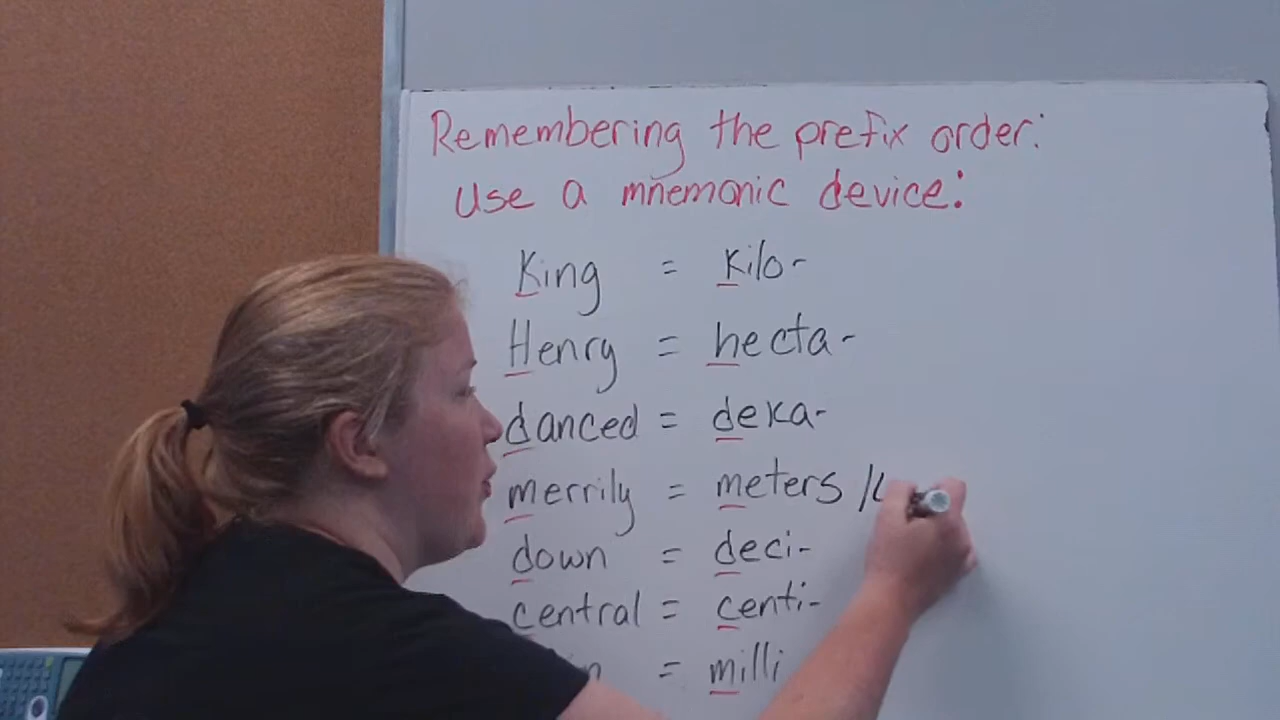 Remembering the prefix order:
Use a mnemonic device:
King = kilo-
Henry = hecta-
danced = deka-
merrily = meters /
down = deci-
central = centi-
= milli